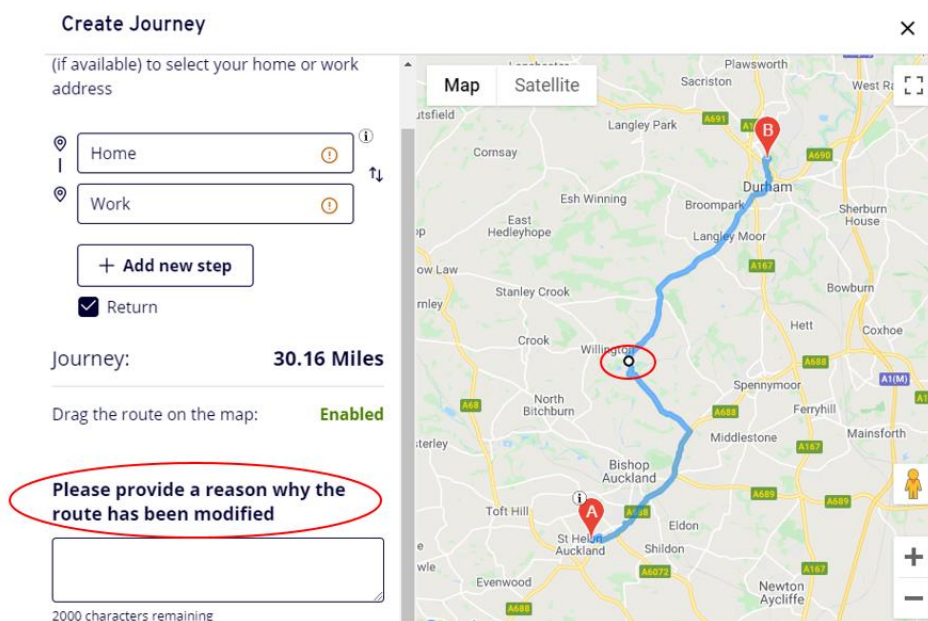 Create Journey
(if available) to select your home or work
address
Home
Work
+ Add new step
Return
Journey: 30.16 Miles
Drag the route on the map: Enabled
Please provide a reason why the
route has been modified
2000 characters remaining
Map Satellite
Plawsworth
Sacriston
West
Langley Park
A691
B
Cornsay
A690
Durham
Esh Winning
Broompark
Sherburn
House
East
Hedleyhope
Langley Moor
ow Law
A167
Stanley Crook
Bowburn
rnley
Hett
Coxhoe
Crook
Willington
A688
A1(M)
Spennymoor
A68
North
Bitchburn
A688
Ferryhill
Middlestone
A167
Mainsforth
terley
Bishop
Auckland
A689
A689
Toft Hill
A
St Helen
Auckland
Eldon
Shildon
A6072
A167
Evenwood
Newton
Aycliffe
A688